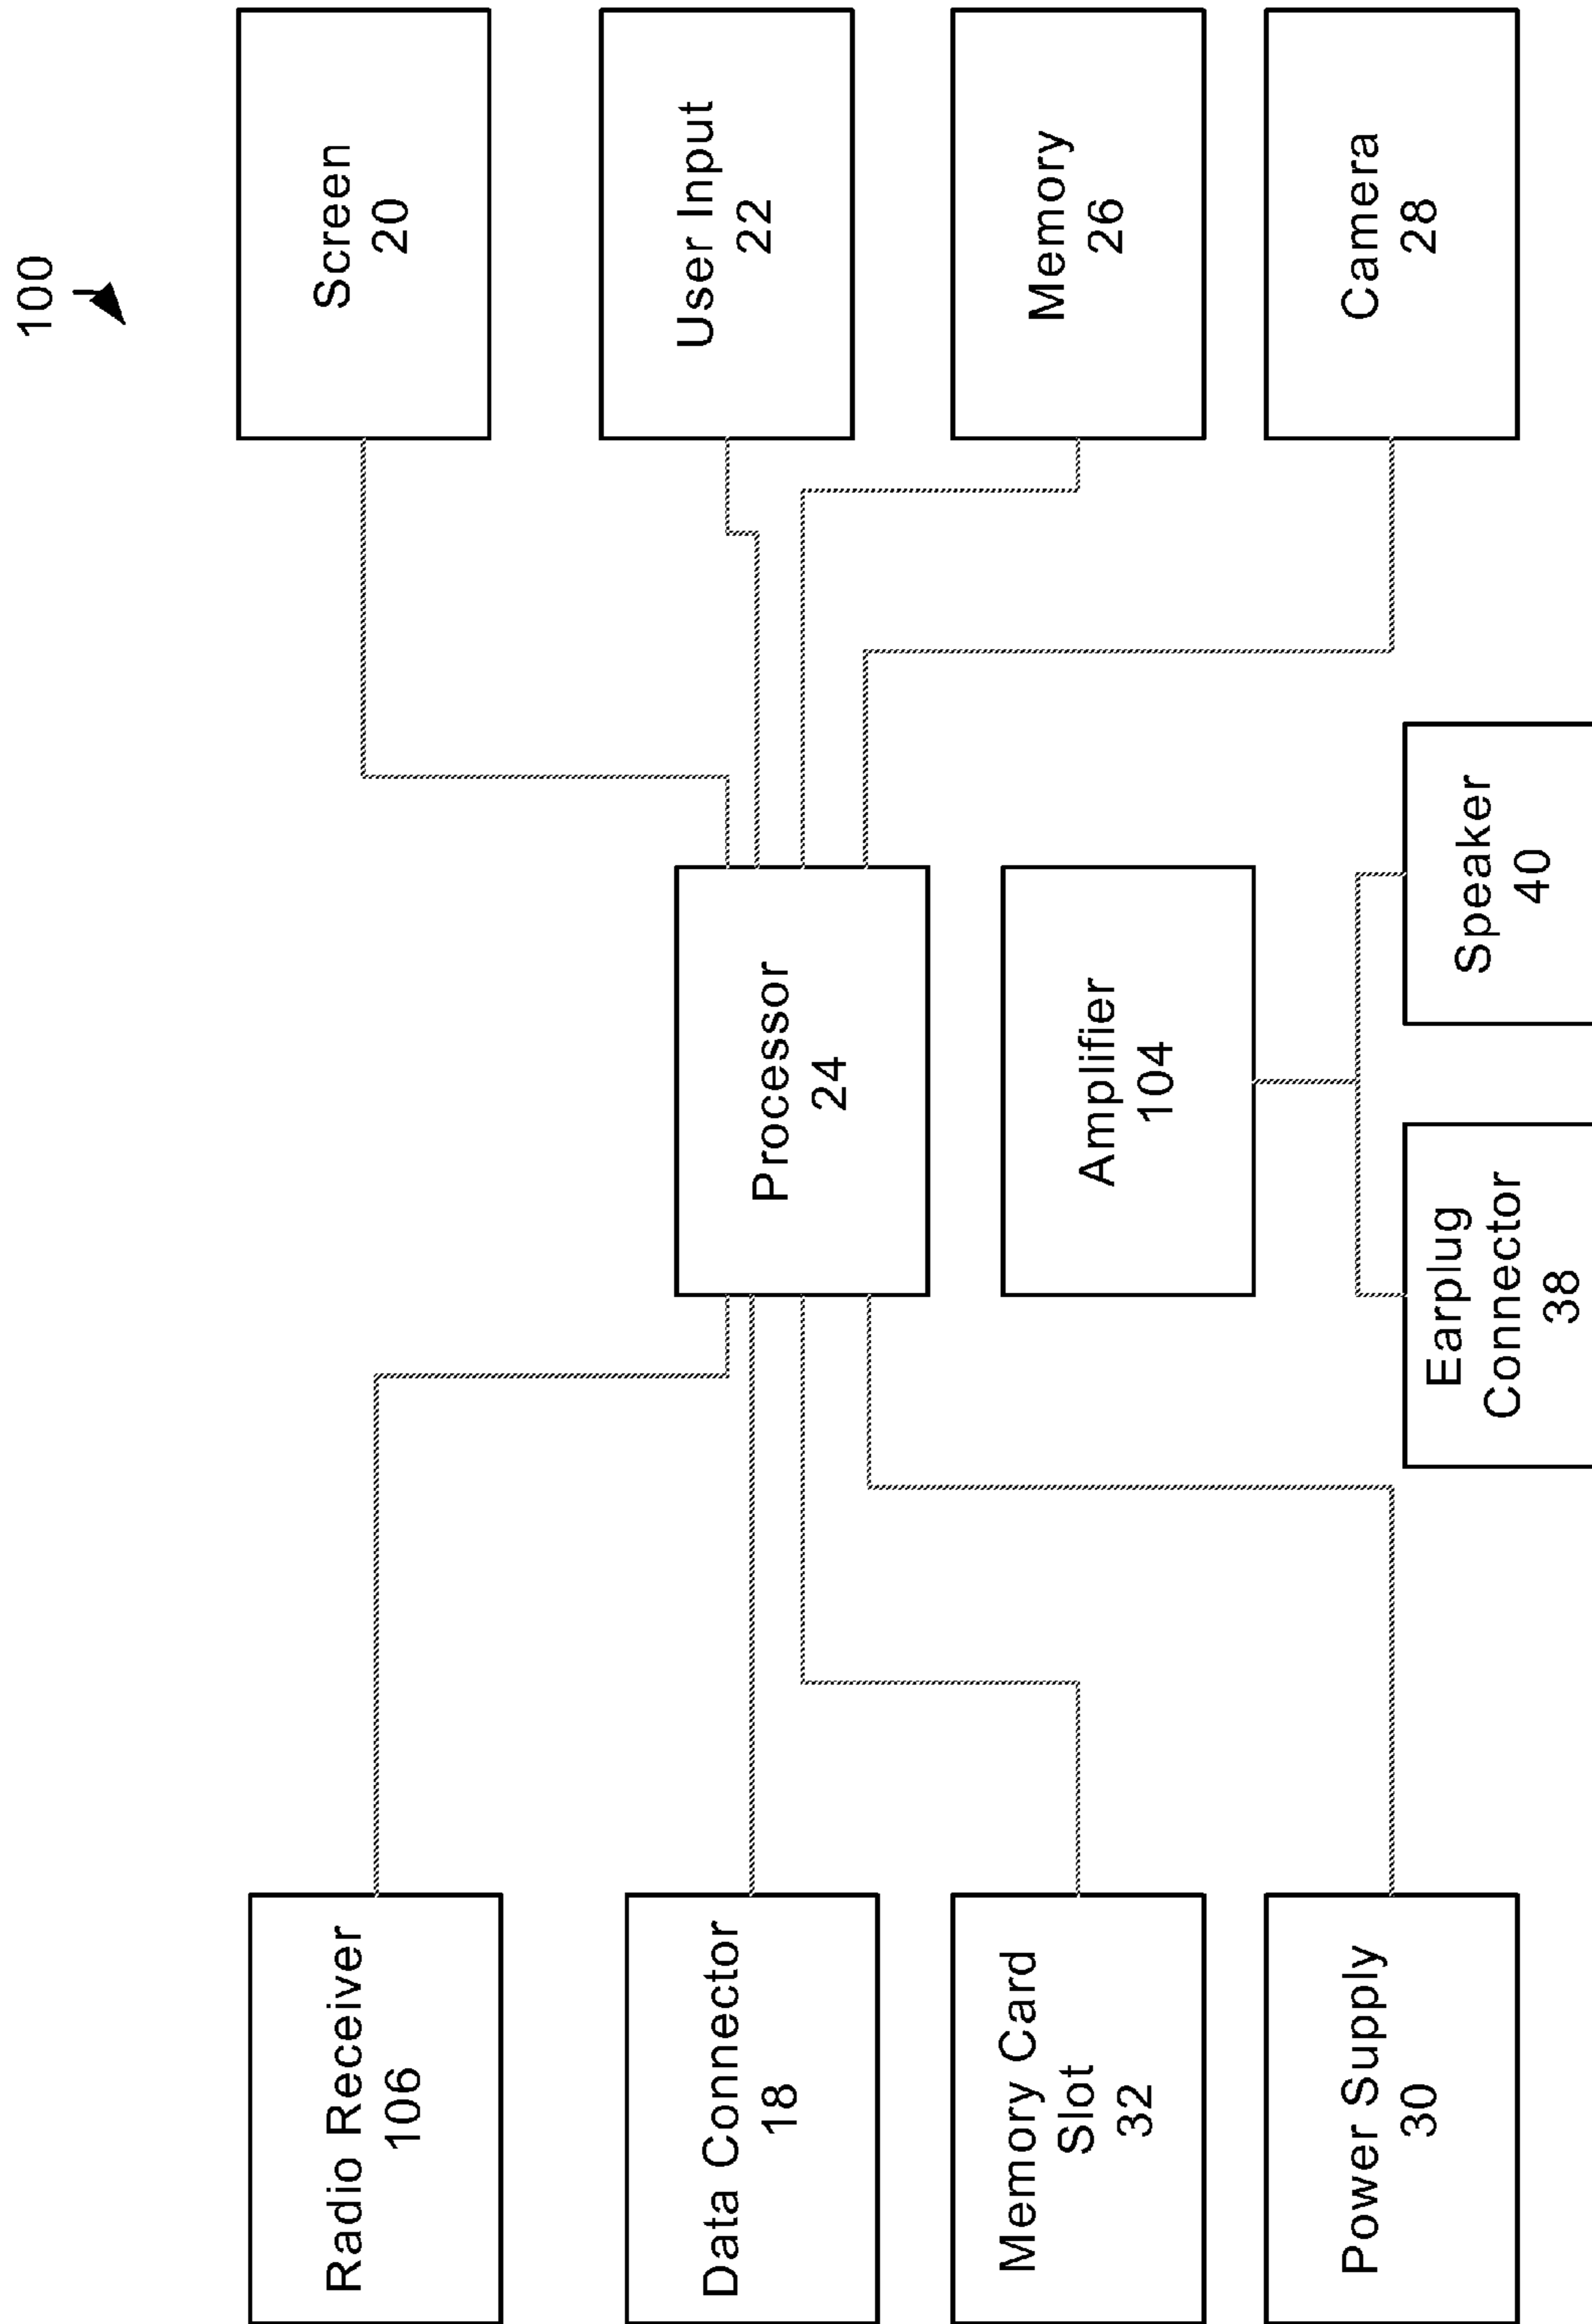 100
Radio Receiver
106
Screen
20
Data Connector
18
Processor
24
User Input
22
Memory Card
Slot
32
Amplifier
104
Memory
26
Power Supply
30
Camera
28
Earplug
Connector
38
Speaker
40